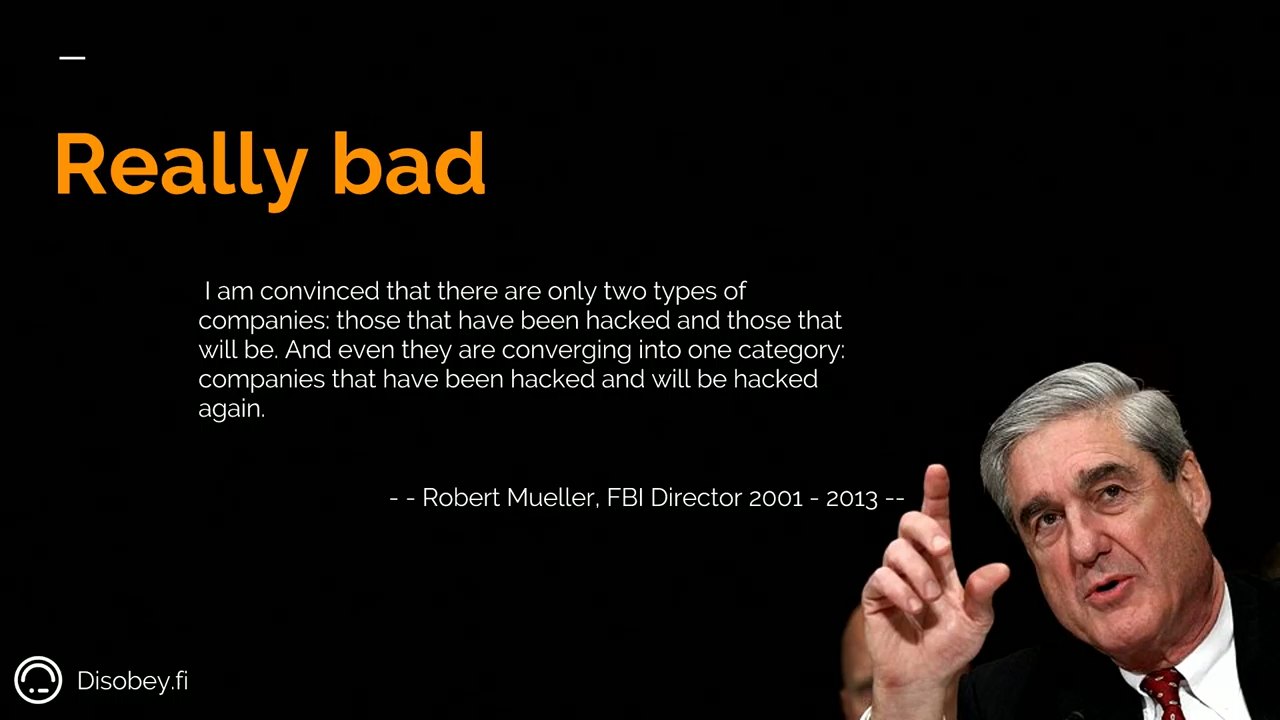 Really bad
I am convinced that there are only two types of
companies: those that have been hacked and those that
will be. And even they are converging into one category:
companies that have been hacked and will be hacked
again.
- - Robert Mueller, FBI Director 2001 - 2013 --
Disobey.fi